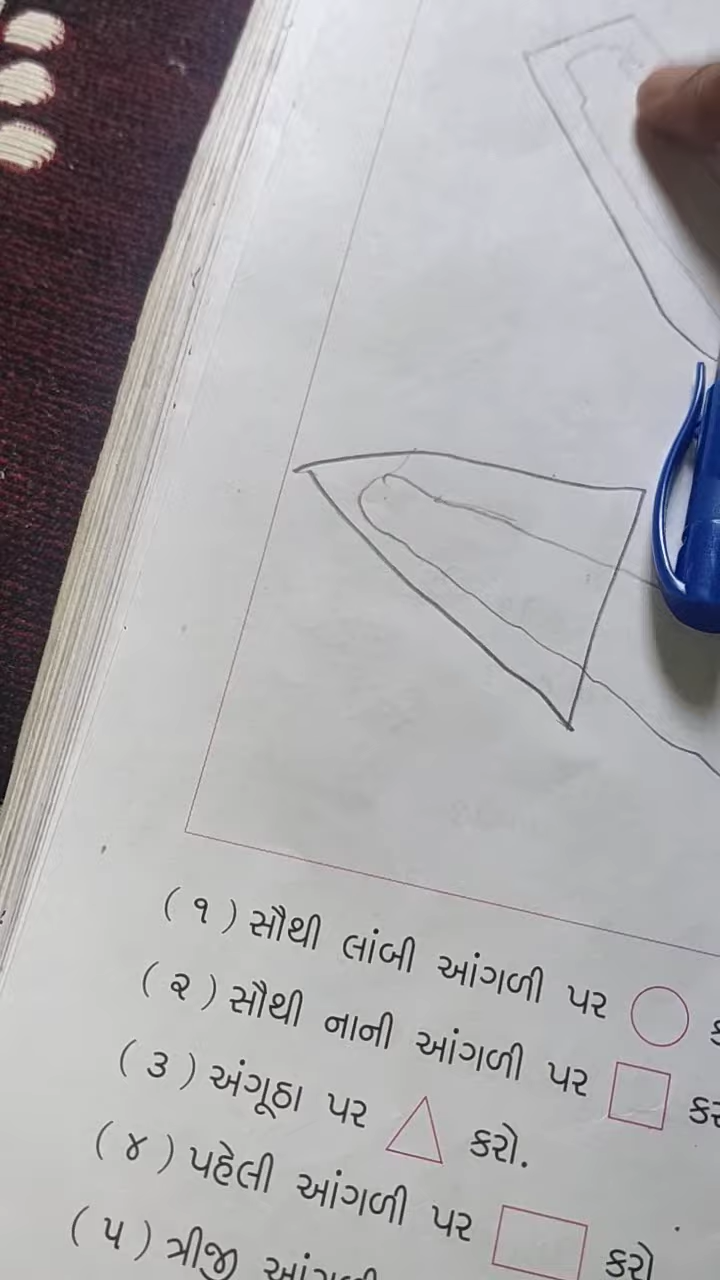 (૧) સૌથી લાંબી આંગળી પર
(૨) સૌથી નાની આંગળી પર
(૩) અંગૂઠા પર કરો.
(૪) પહેલી આંગળી પર કરો
(૫) ત્રીજી